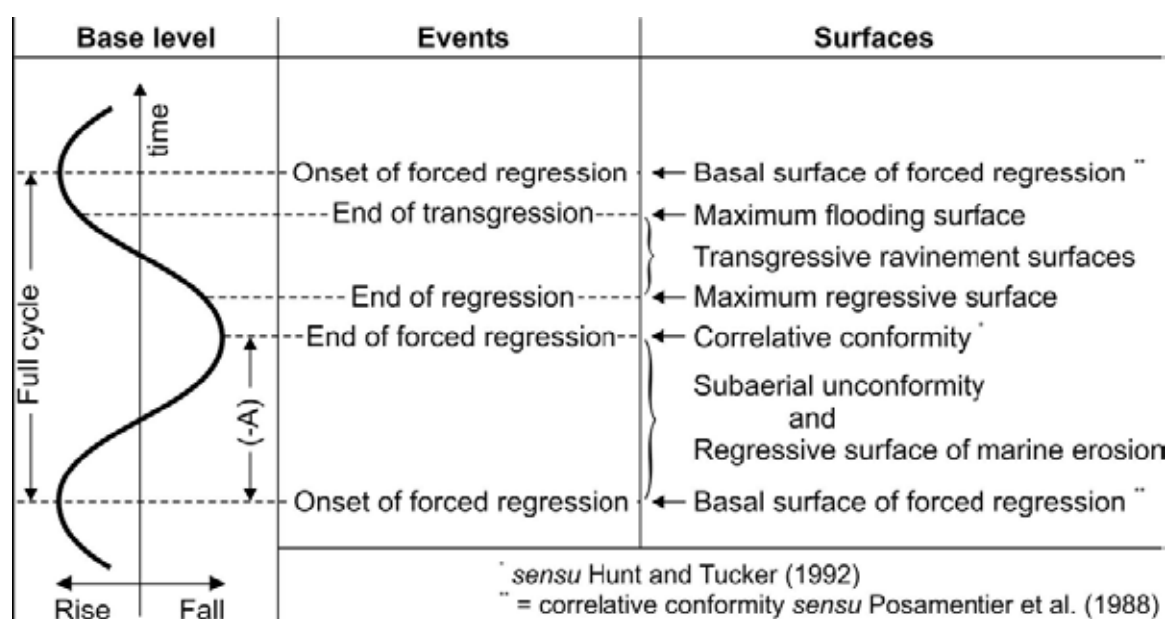 Base level Events Surfaces
time
Onset of forced regression Basal surface of forced regression **
End of transgression Maximum flooding surface
Transgressive ravinement surfaces
End of regression Maximum regressive surface
End of forced regression Correlative conformity *
Full cycle
(-A)
Subaerial unconformity
and
Regressive surface of marine erosion
Onset of forced regression Basal surface of forced regression **
Rise Fall
* sensu Hunt and Tucker (1992)
** = correlative conformity sensu Posamentier et al. (1988)